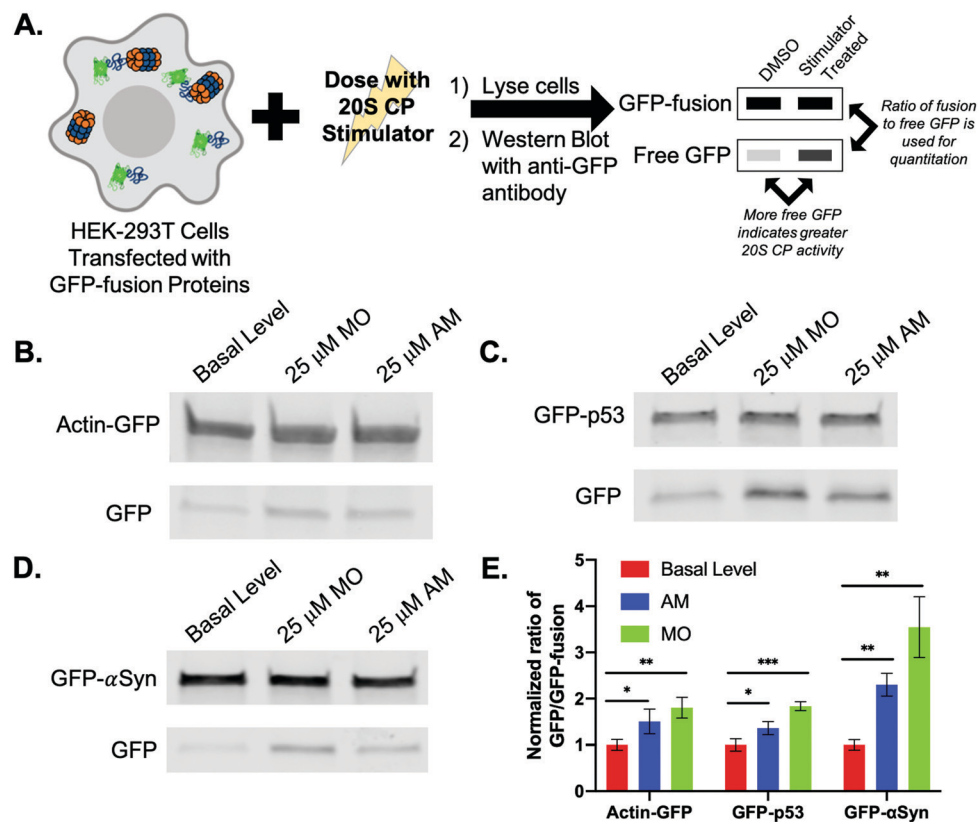 A.
HEK-293T Cells
Transfected with
GFP-fusion Proteins
Dose with
20S CP
Stimulator
1) Lyse cells
2) Western Blot
with anti-GFP
antibody
DMSO
Stimulator
Treated
GFP-fusion
Free GFP
Ratio of fusion
to free GFP is
used for
quantitation
More free GFP
indicates greater
20S CP activity
B.
Basal Level
25 μM MO
25 μM AM
Actin-GFP
GFP
C.
Basal Level
25 μM MO
25 μM AM
GFP-p53
GFP
D.
Basal Level
25 μM MO
25 μM AM
GFP-αSyn
GFP
E.
Normalized ratio of
GFP/GFP-fusion
5
4
3
2
1
0
Basal Level
AM
MO
*
**
*
***
**
**
Actin-GFP
GFP-p53
GFP-αSyn